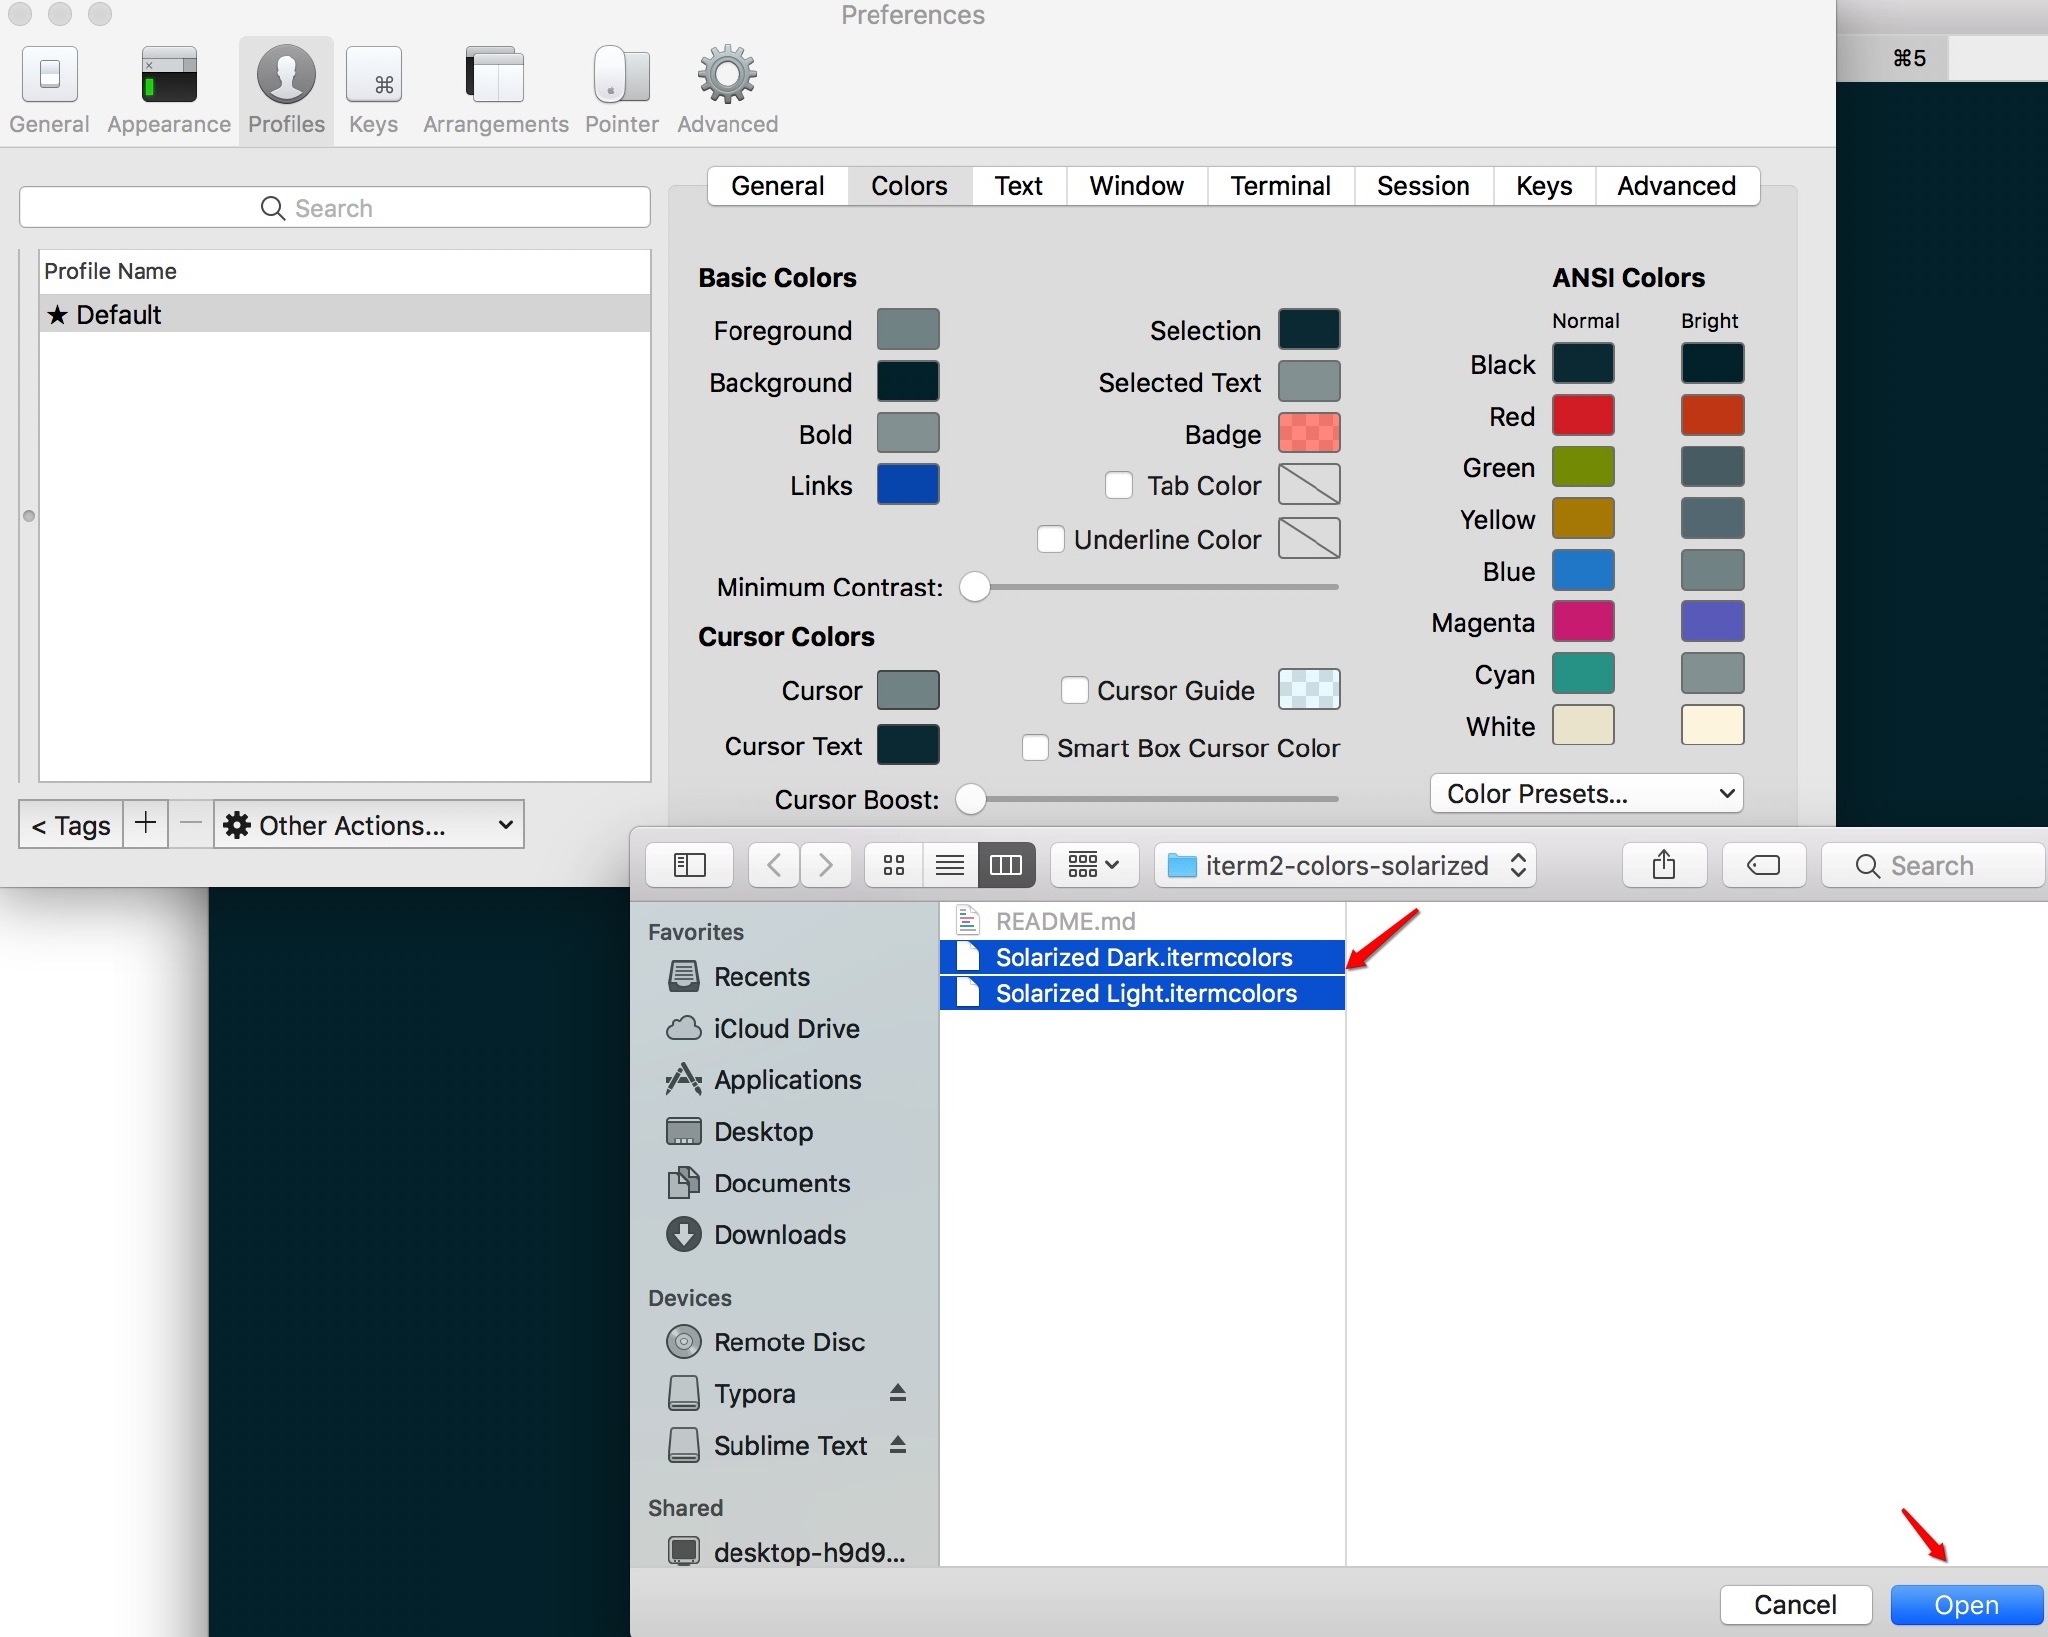 Preferences
⌘5
General Appearance Profiles Keys Arrangements Pointer Advanced
General Colors Text Window Terminal Session Keys Advanced
Search
Profile Name
★ Default
< Tags + − Other Actions...
Basic Colors
Foreground
Background
Bold
Links
Selection
Selected Text
Badge
Tab Color
Underline Color
Minimum Contrast:
Cursor Colors
Cursor
Cursor Text
Cursor Guide
Smart Box Cursor Color
Cursor Boost:
ANSI Colors
Normal Bright
Black
Red
Green
Yellow
Blue
Magenta
Cyan
White
Color Presets...
iterm2-colors-solarized
Search
Favorites
Recents
iCloud Drive
Applications
Desktop
Documents
Downloads
Devices
Remote Disc
Typora
Sublime Text
Shared
desktop-h9d9...
README.md
Solarized Dark.itermcolors
Solarized Light.itermcolors
Cancel Open